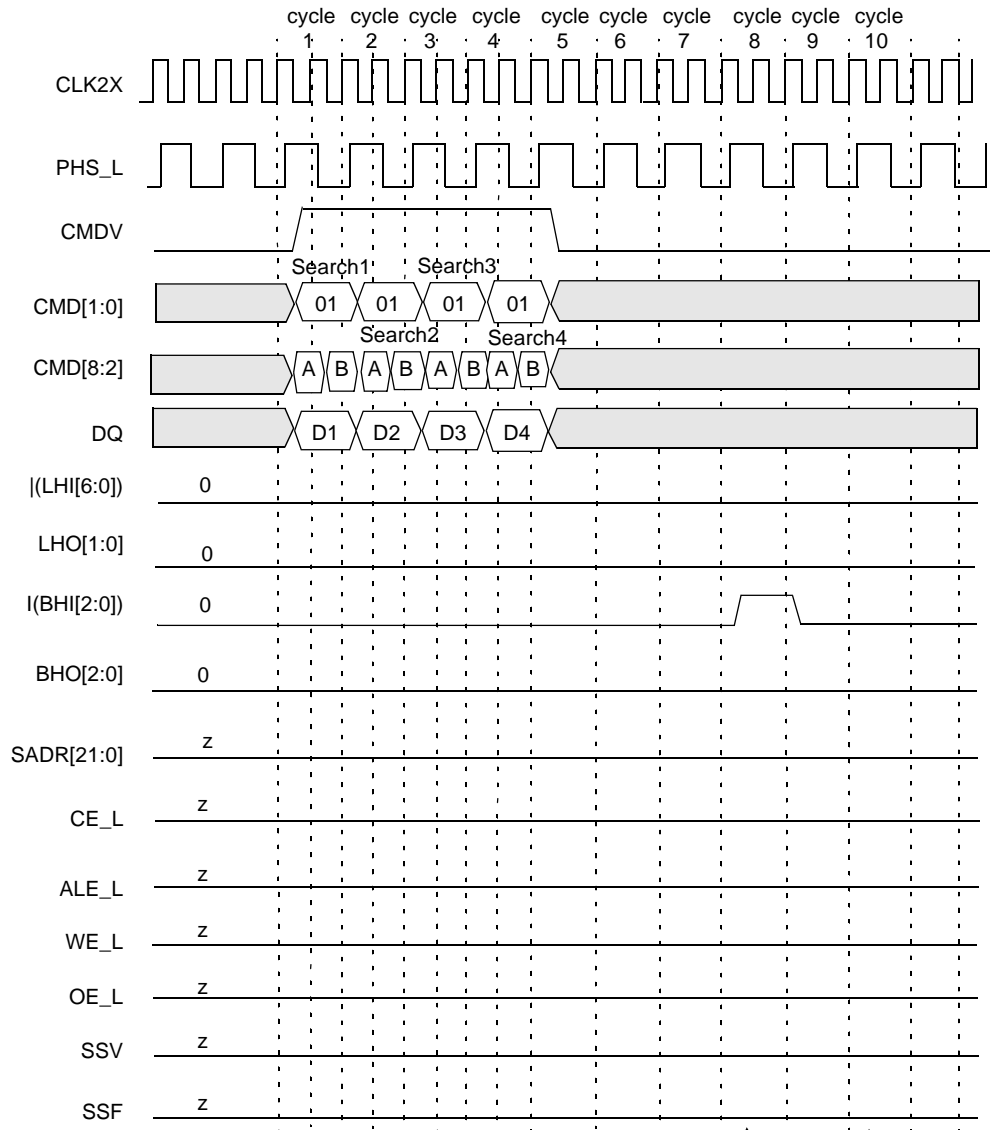 cycle cycle cycle cycle cycle cycle cycle cycle cycle cycle
1 2 3 4 5 6 7 8 9 10
CLK2X
PHS_L
CMDV
Search1 Search3
CMD[1:0] 01 01 01 01
Search2 Search4
CMD[8:2] A B A B A B A B
DQ D1 D2 D3 D4
|(LHI[6:0]) 0
LHO[1:0] 0
I(BHI[2:0]) 0
BHO[2:0] 0
SADR[21:0] z
CE_L z
ALE_L z
WE_L z
OE_L z
SSV z
SSF z